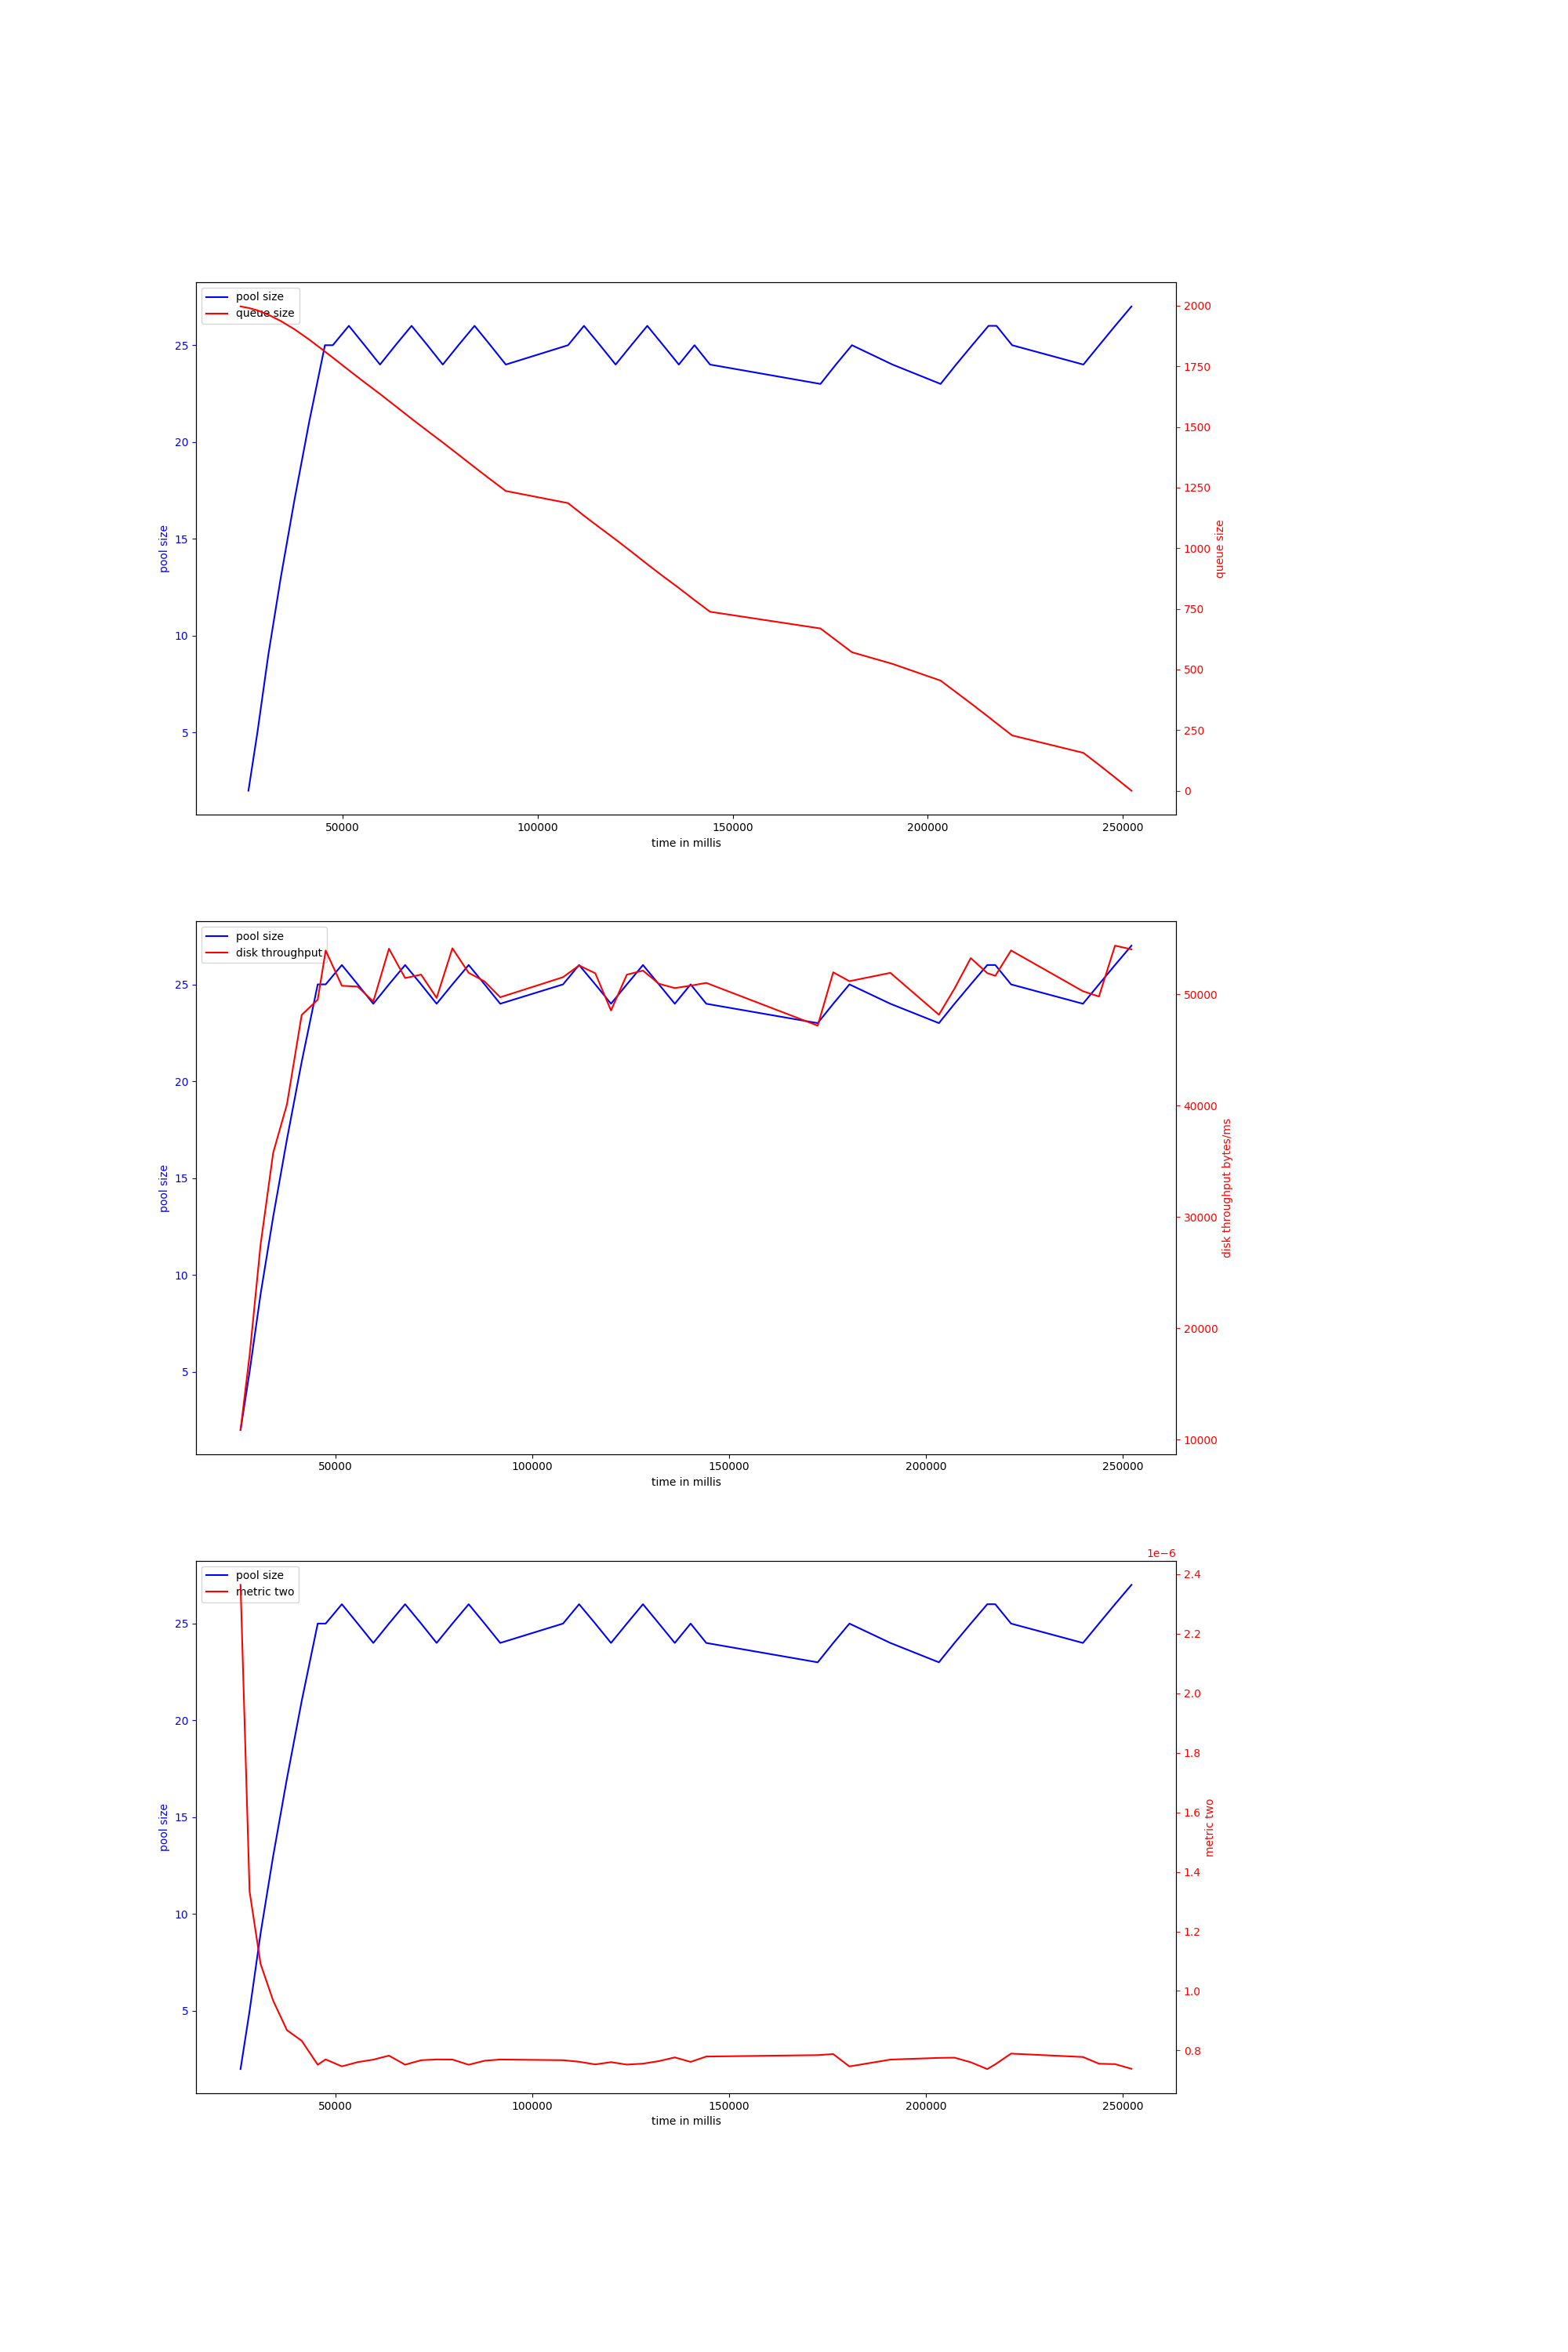 pool size
queue size
25
20
15
10
5
pool size
2000
1750
1500
1250
1000
750
500
250
0
queue size
50000 100000 150000 200000 250000
time in millis
pool size
disk throughput
25
20
15
10
5
pool size
50000
40000
30000
20000
10000
disk throughput bytes/ms
50000 100000 150000 200000 250000
time in millis
1e−6
pool size
metric two
25
20
15
10
5
pool size
2.4
2.2
2.0
1.8
1.6
1.4
1.2
1.0
0.8
metric two
50000 100000 150000 200000 250000
time in millis